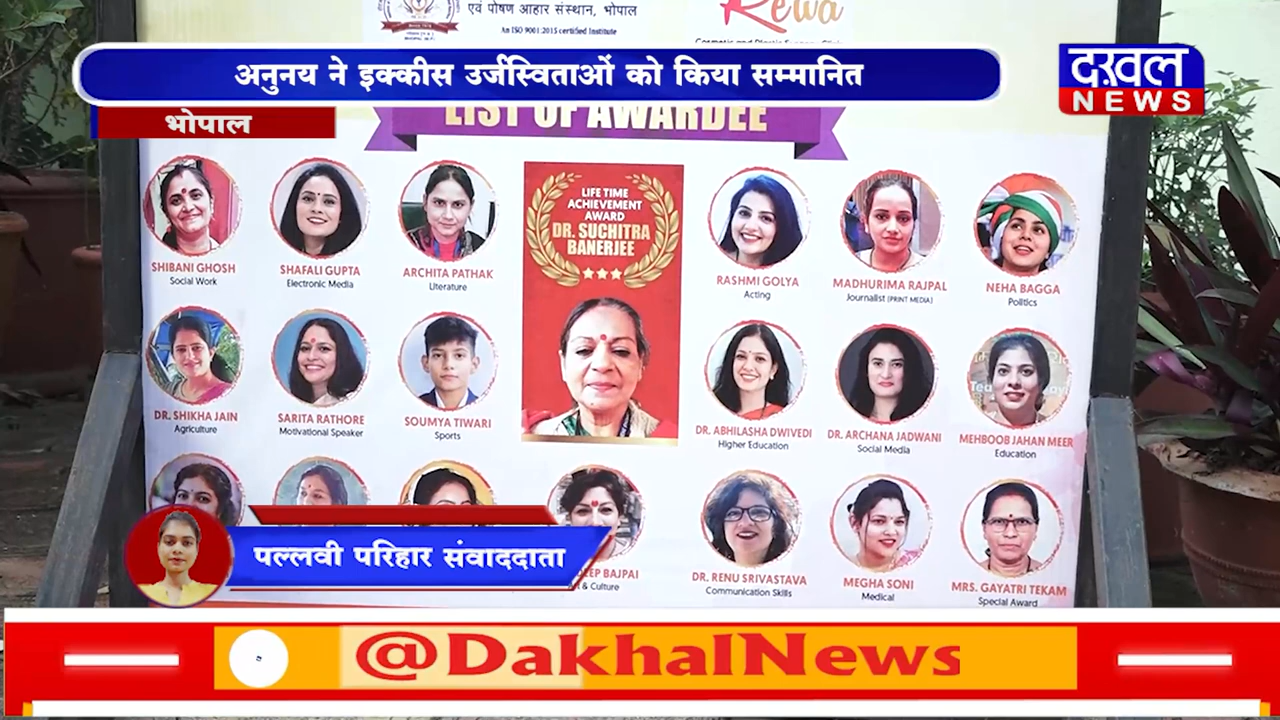 एवं पोषण आहार संस्थान, भोपाल
An ISO 9001:2015 certified Institute
Rewa
अनुनय ने इक्कीस उर्जस्विताओं को किया सम्मानित
दख़ल
NEWS
भोपाल
LIST OF AWARDEE
LIFE TIME
ACHIEVEMENT
AWARD
DR. SUCHITRA
BANERJEE
SHIBANI GHOSH
Social Work
SHAFALI GUPTA
Electronic Media
ARCHITA PATHAK
Literature
RASHMI GOLYA
Acting
MADHURIMA RAJPAL
Journalist (PRINT MEDIA)
NEHA BAGGA
Politics
DR. SHIKHA JAIN
Agriculture
SARITA RATHORE
Motivational Speaker
SOUMYA TIWARI
Sports
DR. ABHILASHA DWIVEDI
Higher Education
DR. ARCHANA JADWANI
Social Media
MEHBOOB JAHAN MEER
Education
पल्लवी परिहार संवाददाता
BAJPAI
& Culture
DR. RENU SRIVASTAVA
Communication Skills
MEGHA SONI
Medical
MRS. GAYATRI TEKAM
Special Award
@DakhalNews